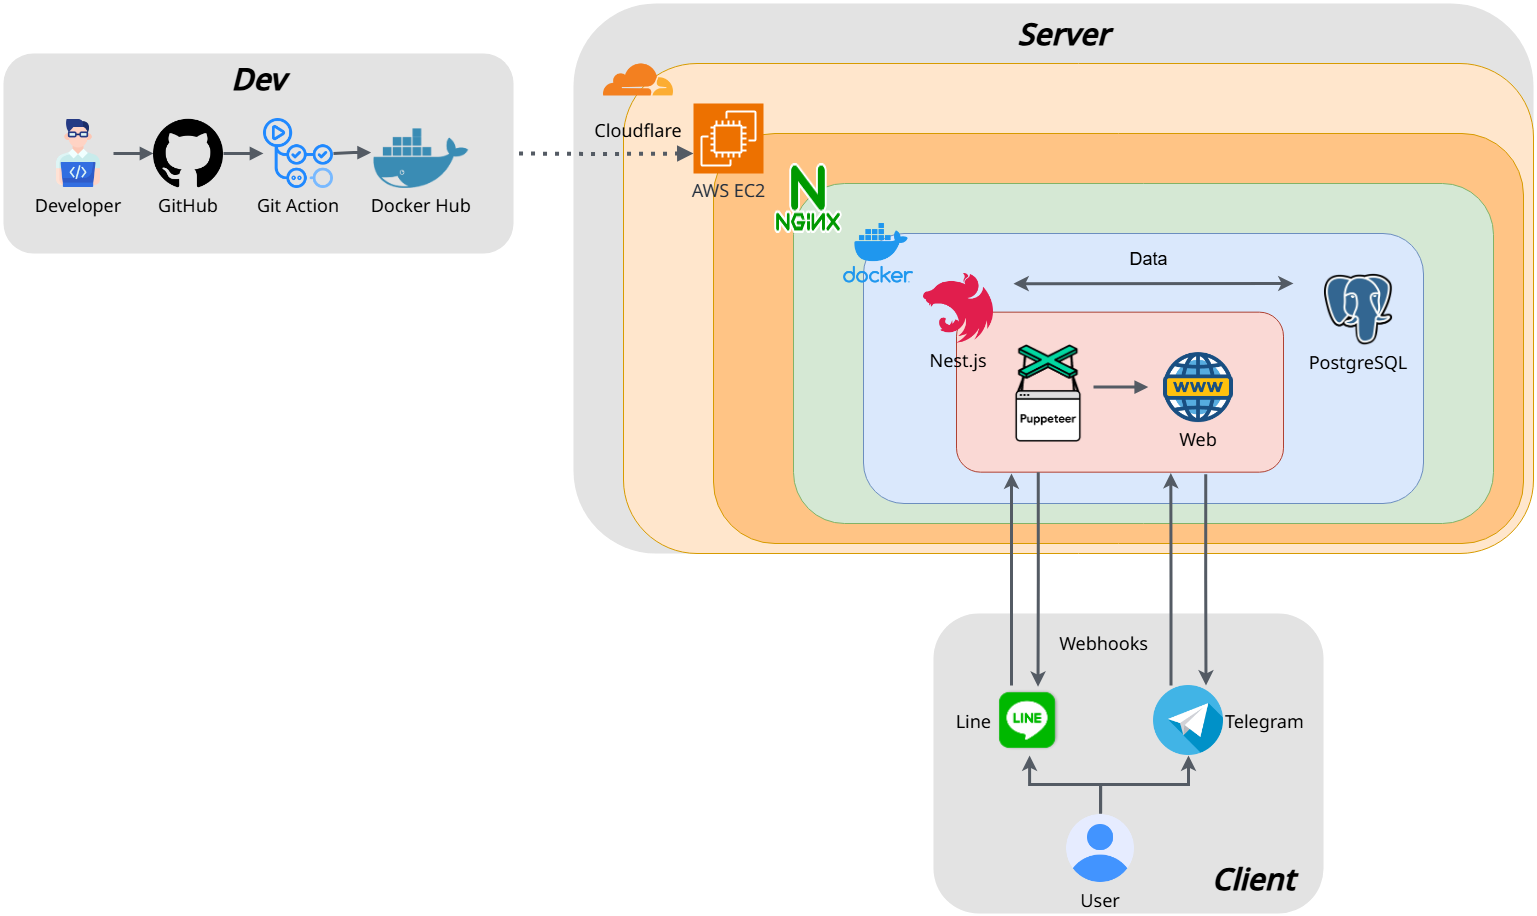 Server
Dev
Cloudflare
AWS EC2
Developer
GitHub
Git Action
Docker Hub
NGINX
docker
Data
Nest.js
PostgreSQL
Puppeteer
WWW
Web
Webhooks
Line
LINE
Telegram
User
Client